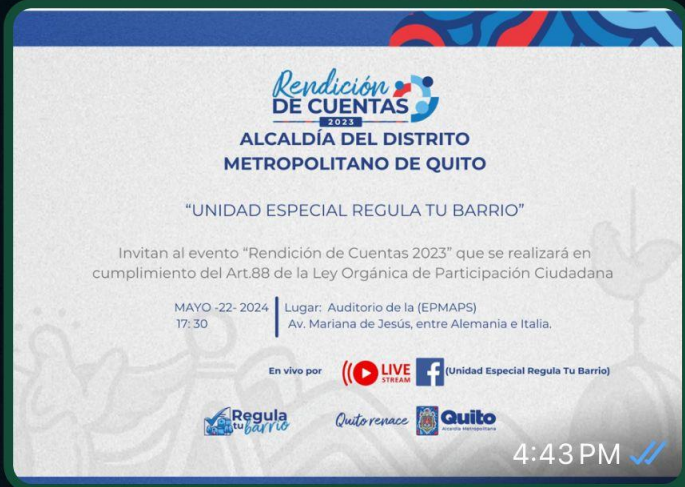 Rendición
DE CUENTAS
2023
ALCALDÍA DEL DISTRITO
METROPOLITANO DE QUITO
“UNIDAD ESPECIAL REGULA TU BARRIO”
Invitan al evento “Rendición de Cuentas 2023” que se realizará en
cumplimiento del Art.88 de la Ley Orgánica de Participación Ciudadana
MAYO -22- 2024
17: 30
Lugar: Auditorio de la (EPMAPS)
Av. Mariana de Jesús, entre Alemania e Italia.
En vivo por
LIVE
STREAM
(Unidad Especial Regula Tu Barrio)
Regula
tu barrio
Quito renace
Quito
Alcaldía Metropolitana
4:43 PM